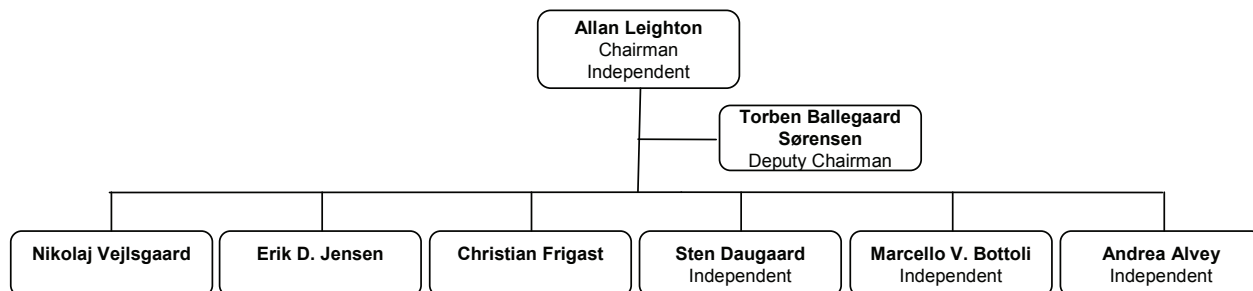 Allan Leighton
Chairman
Independent
Torben Ballegaard
Sørensen
Deputy Chairman
Nikolaj Vejlsgaard
Erik D. Jensen
Christian Frigast
Sten Daugaard
Independent
Marcello V. Bottoli
Independent
Andrea Alvey
Independent